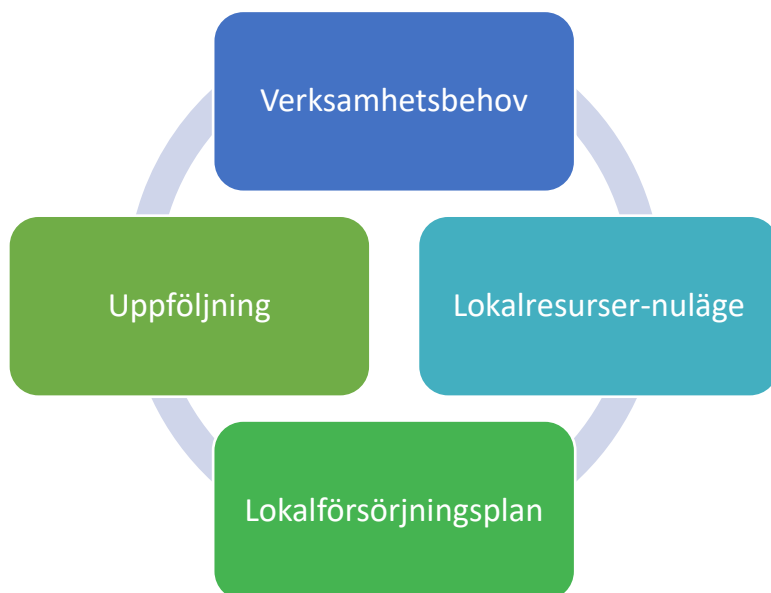 Verksamhetsbehov
Uppföljning
Lokalresurser-nuläge
Lokalförsörjningsplan